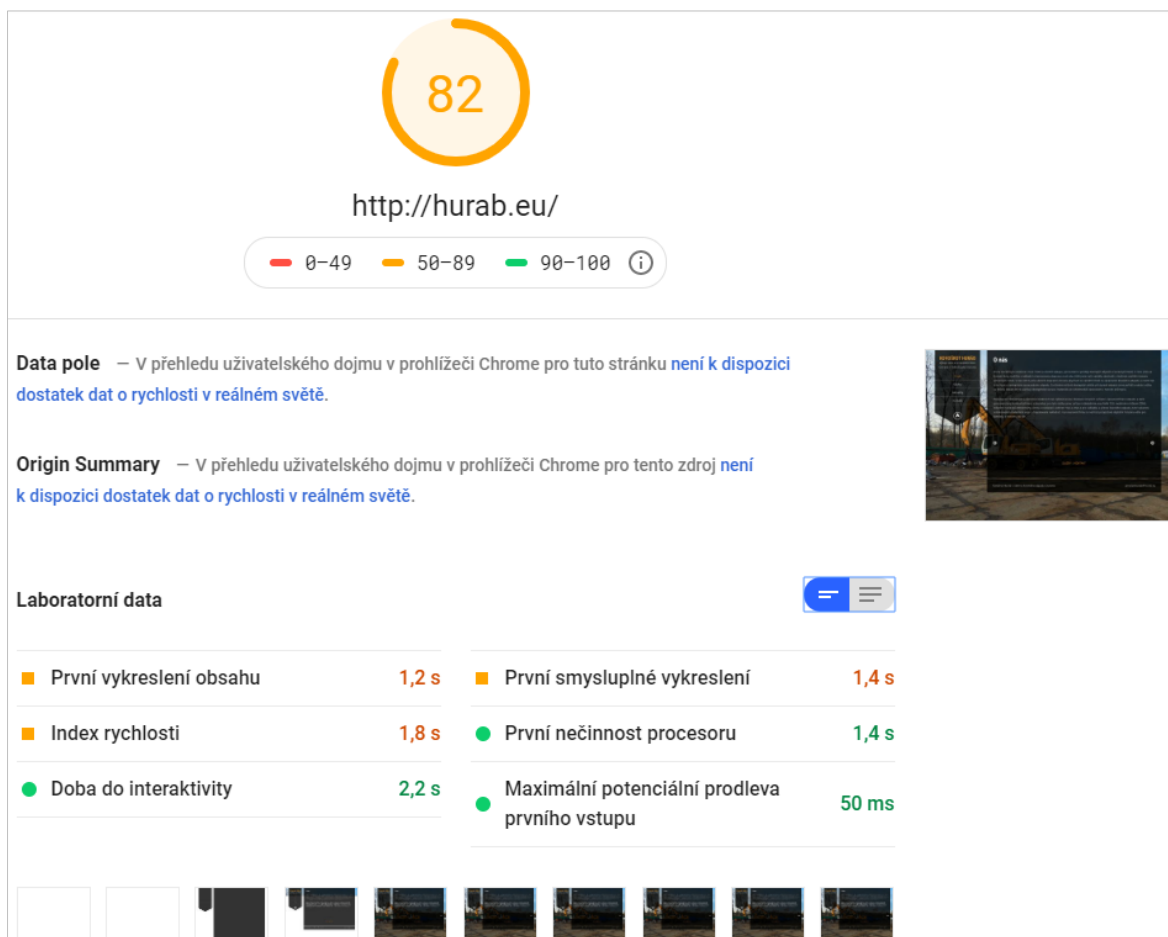 82
http://hurab.eu/
0–49 50–89 90–100
Data pole — V přehledu uživatelského dojmu v prohlížeči Chrome pro tuto stránku není k dispozici
dostatek dat o rychlosti v reálném světě.
O nás
Origin Summary — V přehledu uživatelského dojmu v prohlížeči Chrome pro tento zdroj není
k dispozici dostatek dat o rychlosti v reálném světě.
Laboratorní data
První vykreslení obsahu 1,2 s
První smysluplné vykreslení 1,4 s
Index rychlosti 1,8 s
První nečinnost procesoru 1,4 s
Doba do interaktivity 2,2 s
Maximální potenciální prodleva
prvního vstupu 50 ms